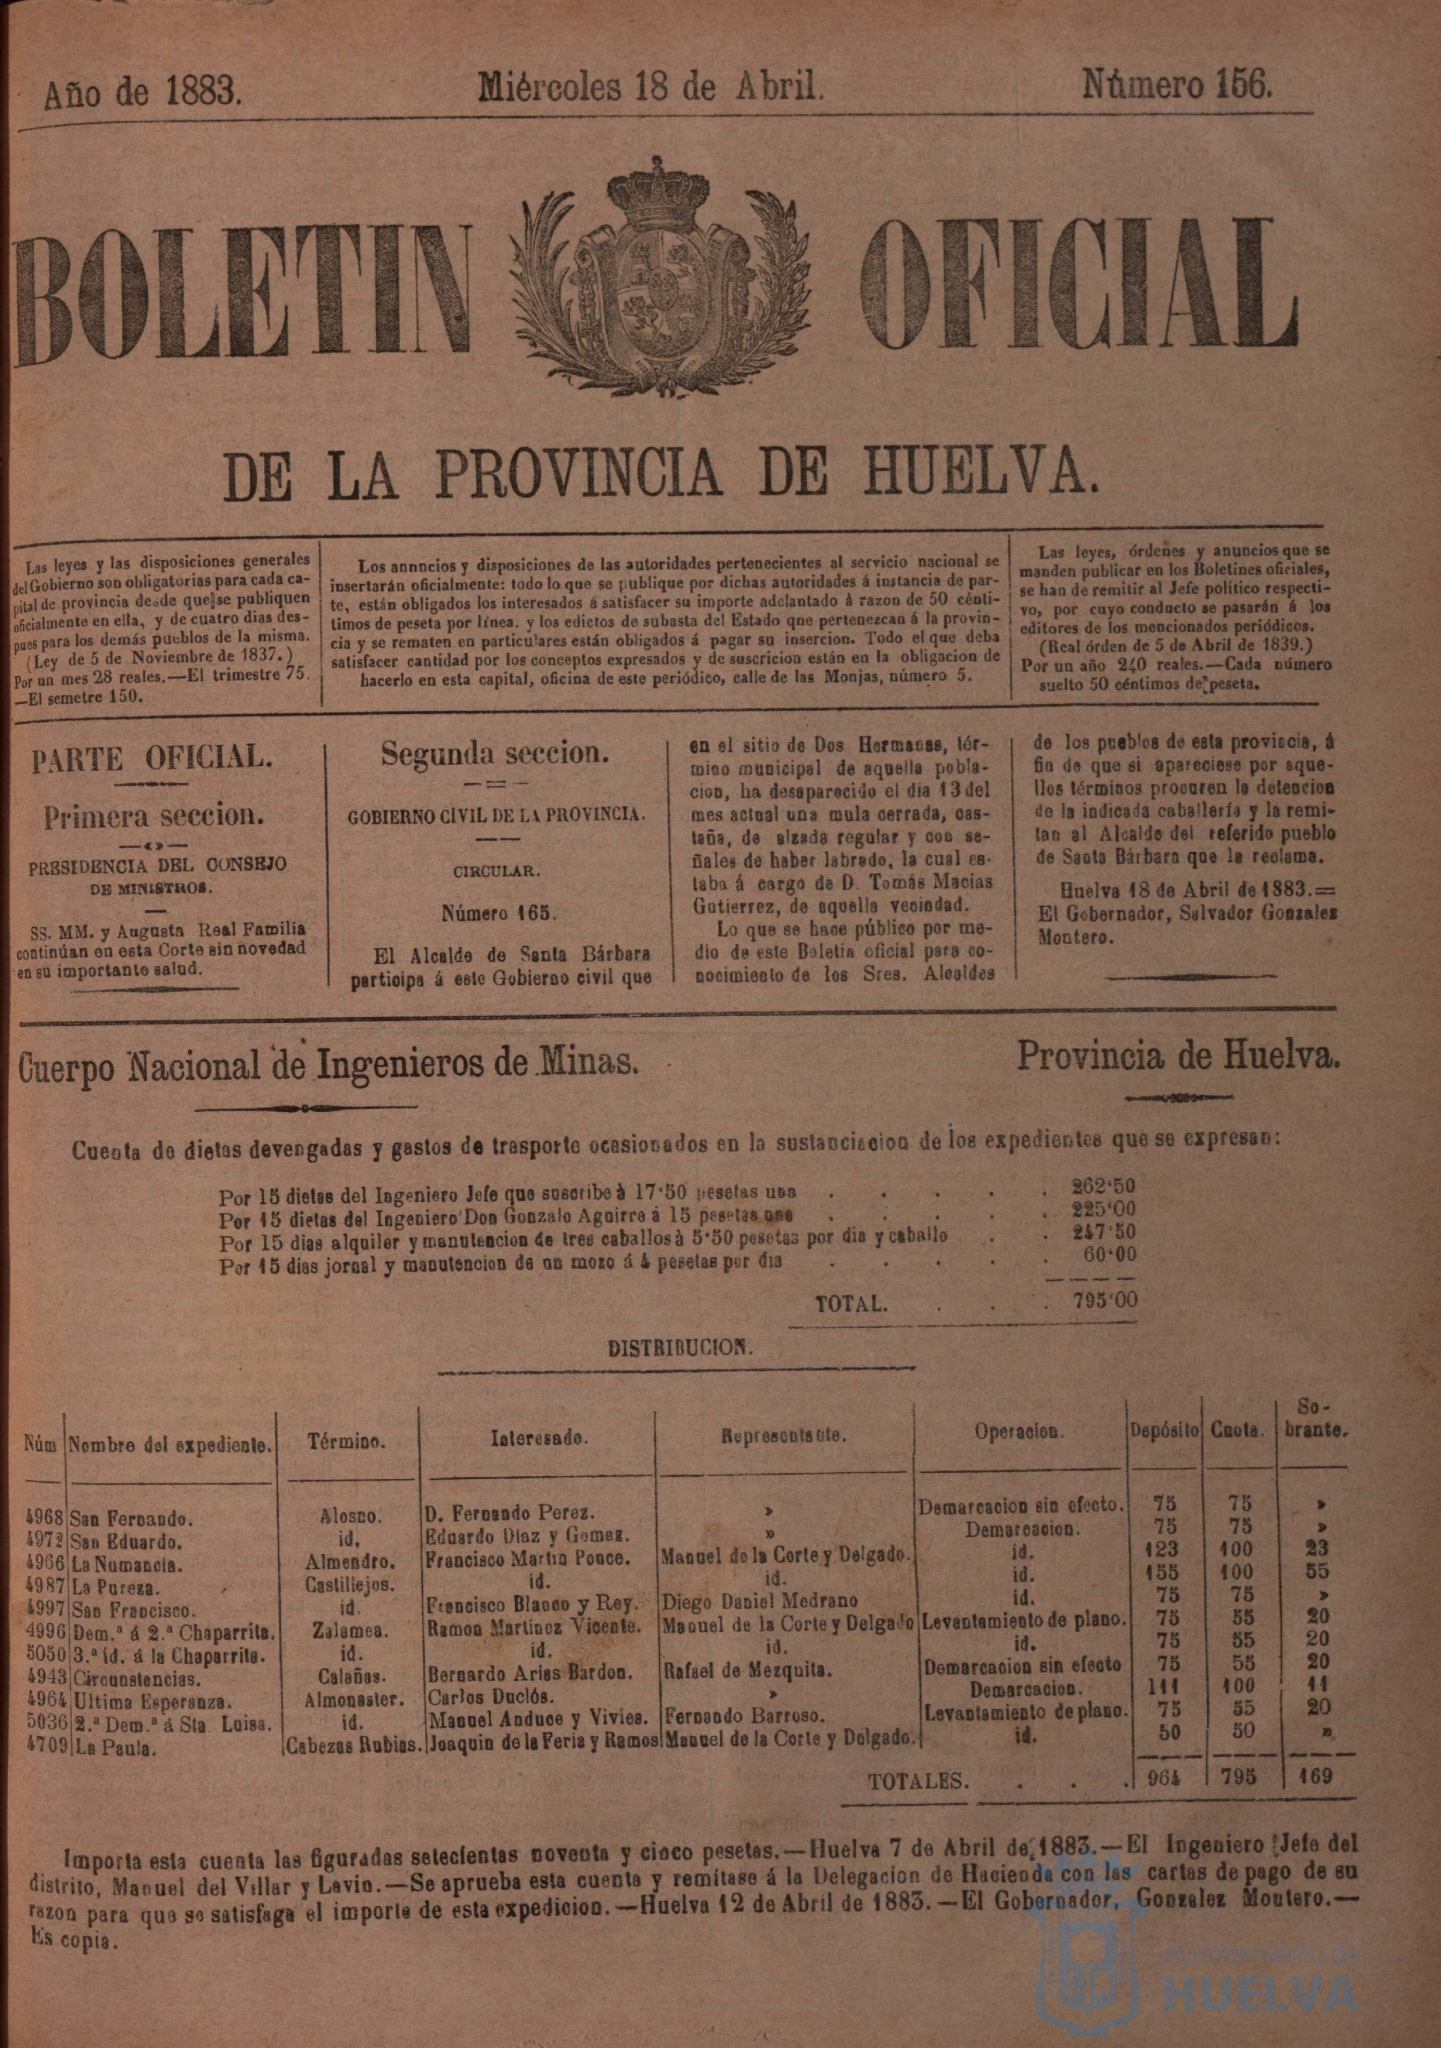 Año de 1883.
Miércoles 18 de Abril.
Número 156.
BOLETIN OFICIAL
DE LA PROVINCIA DE HUELVA.
Las leyes y las disposiciones generales
del Gobierno son obligatorias para cada ca-
pital de provincia desde que se publiquen
oficialmente en ella, y de cuatro dias des-
pues para los demás pueblos de la misma.
(Ley de 5 de Noviembre de 1837.)
Por un mes 28 reales.—El trimestre 75.
—El semetre 150.
Los annncios y disposiciones de las autoridades pertenecientes al servicio nacional se
insertarán oficialmente: todo lo que se publique por dichas autoridades á instancia de par-
te, están obligados los interesados á satisfacer su importe adelantado à razon de 50 cénti-
timos de peseta por línea. y los edictos de subasta del Estado qne pertenezcan á la provin-
cia y se rematen en particulares están obligados á pagar su insercion. Todo el que deba
satisfacer cantidad por los conceptos expresados y de suscricion están en la obligacion de
hacerlo en esta capital, oficina de este periódico, calle de las Monjas, número 5.
Las leyes, órdenes y anuncios que se
manden publicar en los Boletines oficiales,
se han de remitir al Jefe político respecti-
vo, por cuyo conducto se pasarán á los
editores de los mencionados periódicos.
(Real órden de 5 de Abril de 1839.)
Por un año 240 reales.—Cada número
suelto 50 céntimos de peseta.
PARTE OFICIAL.
Primera seccion.
PRESIDENCIA DEL CONSEJO
DE MINISTROS.
SS. MM. y Augusta Real Familia
continúan en esta Corte sin novedad
en su importante salud.
Segunda seccion.
GOBIERNO CIVIL DE LA PROVINCIA.
CIRCULAR.
Número 165.
El Alcalde de Santa Bárbara
participa á este Gobierno civil que
en el sitio de Dos Hermanas, tér-
mino municipal de aquella pobla-
cion, ha desaparecido el dia 13 del
mes actual una mula cerrada, cas-
taña, de alzada regular y con se-
ñales de haber labrado, la cual es-
taba á cargo de D. Tomás Macias
Gutierrez, de aquella vecindad.
Lo que se hace público por me-
dio de este Boletin oficial para co-
nocimiento de los Sres. Alcaldes
de los pueblos de esta provincia, á
fin de que si apareciese por aque-
llos términos procuren la detencion
de la indicada caballería y la remi-
tan al Alcalde del referido pueblo
de Santa Bárbara que la reclama.
Huelva 18 de Abril de 1883.=
El Gobernador, Salvador Gonzalez
Montero.
Cuerpo Nacional de Ingenieros de Minas.
Provincia de Huelva.
Cuenta de dietas devengadas y gastos de trasporte ocasionados en la sustanciacion de los expedientes que se expresan:
Por 15 dietas del Ingeniero Jefe que suscribe à 17'50 pesetas una . . . . . 262'50
Por 15 dietas del Ingeniero Don Gonzalo Aguirre á 15 pesetas una . . . . . 225'00
Por 15 dias alquiler y manutencion de tres caballos à 5'50 pesetas por dia y caballo . . 247'50
Por 15 dias jornal y manutencion de un mozo á 4 pesetas por dia . . . . . 60'00
TOTAL. . . . 795'00
DISTRIBUCION.
Núm Nombre del expediente. Término. Interesado. Representante. Operacion. Depósito Cuota. So-
brante.
4968 San Fernando. Alosno. D. Fernando Perez. » Demarcacion sin efecto. 75 75 »
4972 San Eduardo. id. Eduardo Diaz y Gomez. » Demarcacion. 75 75 »
4966 La Numancia. Almendro. Francisco Martin Ponce. Manuel de la Corte y Delgado. id. 123 100 23
4987 La Pureza. Castillejos. id. id. id. 155 100 55
4997 San Francisco. id. Francisco Blanco y Rey. Diego Daniel Medrano id. 75 75 »
4996 Dem.ª á 2.ª Chaparrita. Zalamea. Ramon Martinez Vicente. Manuel de la Corte y Delgado Levantamiento de plano. 75 55 20
5050 3.ª id. á la Chaparrita. id. id. id. id. 75 55 20
4943 Circunstencias. Calañas. Bernardo Arias Bardon. Rafael de Mezquita. Demarcacion sin efecto 75 55 20
4964 Ultima Esperanza. Almonaster. Carlos Duclós. » Demarcacion. 111 100 11
5036 2.ª Dem.ª á Sta. Luisa. id. Manuel Anduce y Vivies. Fernando Barroso. Levantamiento de plano. 75 55 20
4709 La Paula. Cabezas Rubias. Joaquin de la Feria y Ramos Manuel de la Corte y Delgado. id. 50 50 »
TOTALES. . . . 964 795 169
Importa esta cuenta las figuradas setecientas noventa y cinco pesetas.—Huelva 7 de Abril de 1883.—El Ingeniero Jefe del
distrito, Manuel del Villar y Lavin.—Se aprueba esta cuenta y remítase á la Delegacion de Hacienda con las cartas de pago de su
razon para que se satisfaga el importe de esta expedicion.—Huelva 12 de Abril de 1883.—El Gobernador, Gonzalez Montero.—
Es copia.
Ayuntamiento de
HUELVA